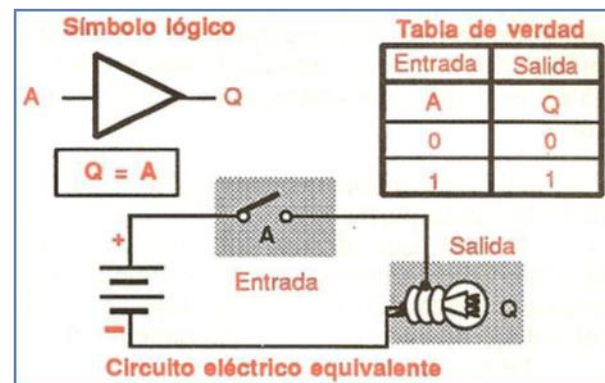 Símbolo lógico
A
Q
Q = A
Tabla de verdad
Entrada Salida
A Q
0 0
1 1
+
A
Entrada
Salida
Q
−
Circuito eléctrico equivalente